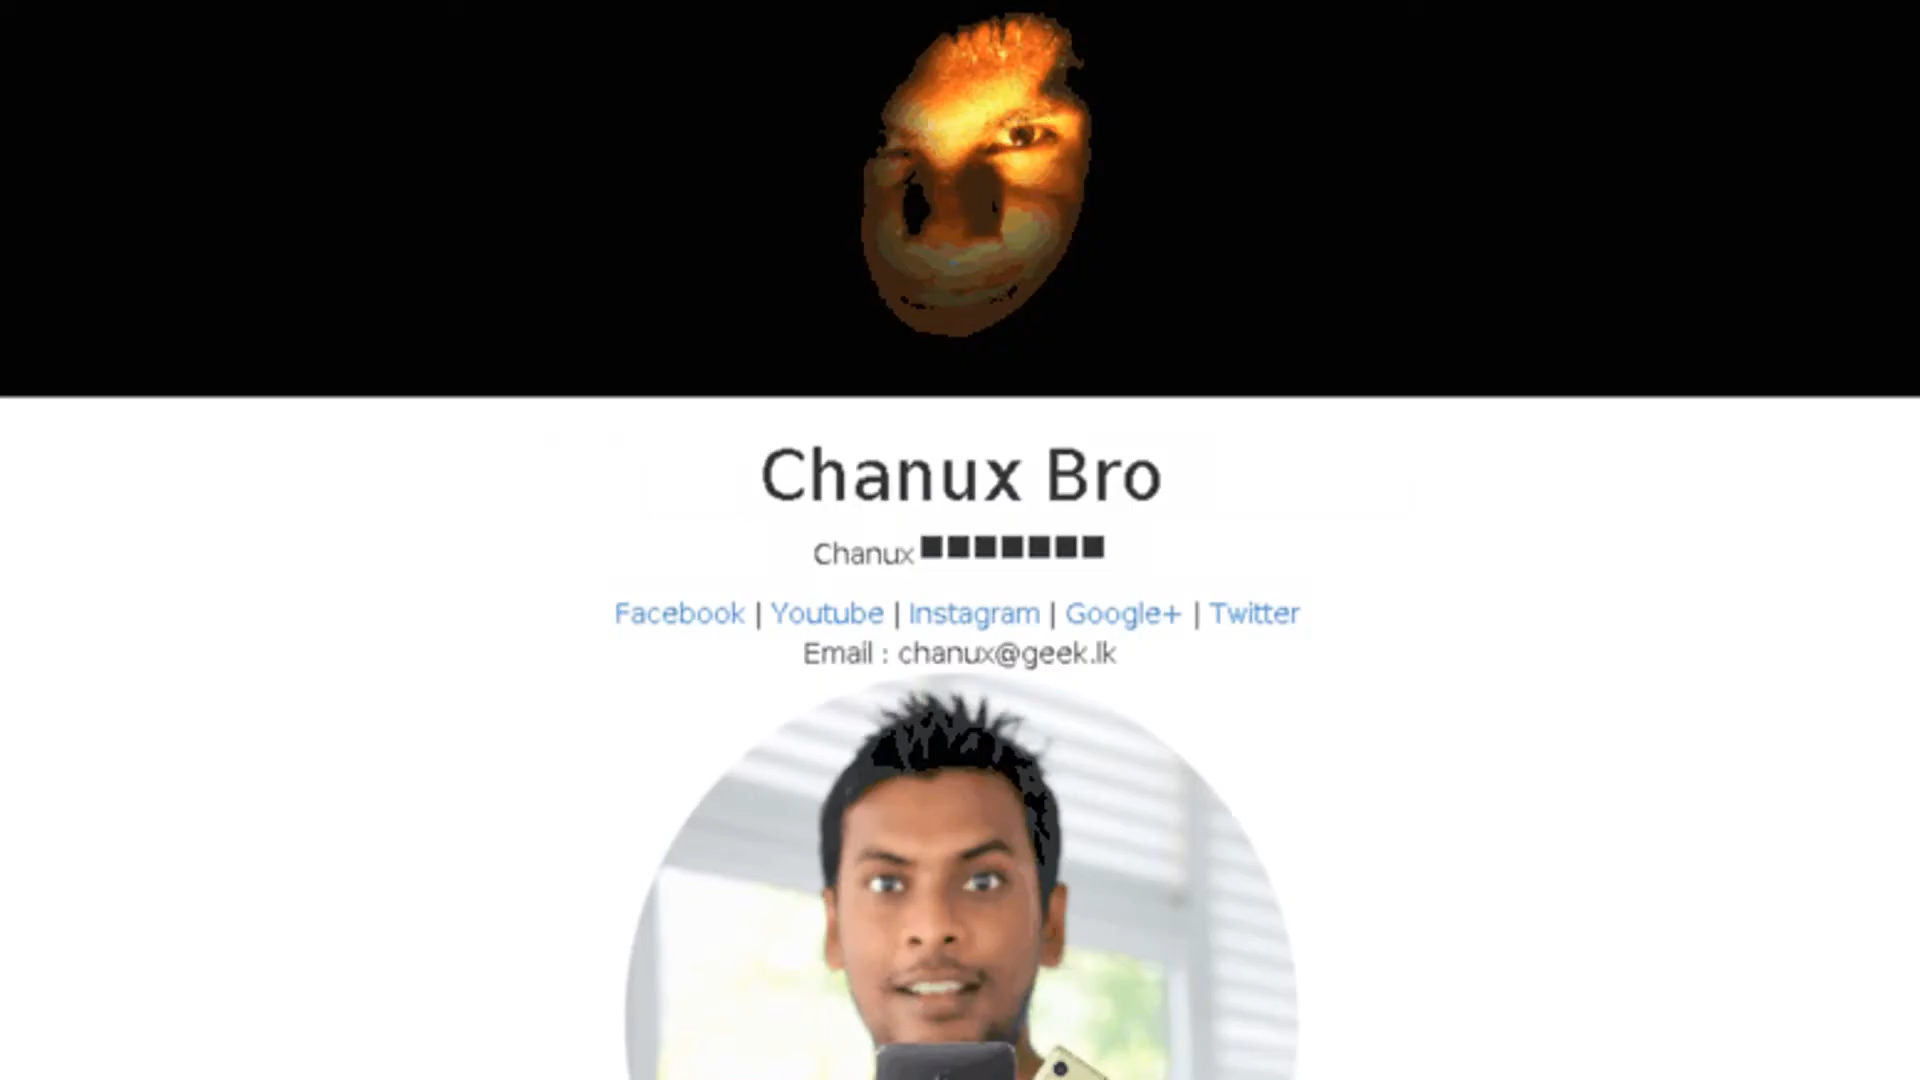 Chanux Bro
Chanux
Facebook | Youtube | Instagram | Google+ | Twitter
Email : chanux@geek.lk